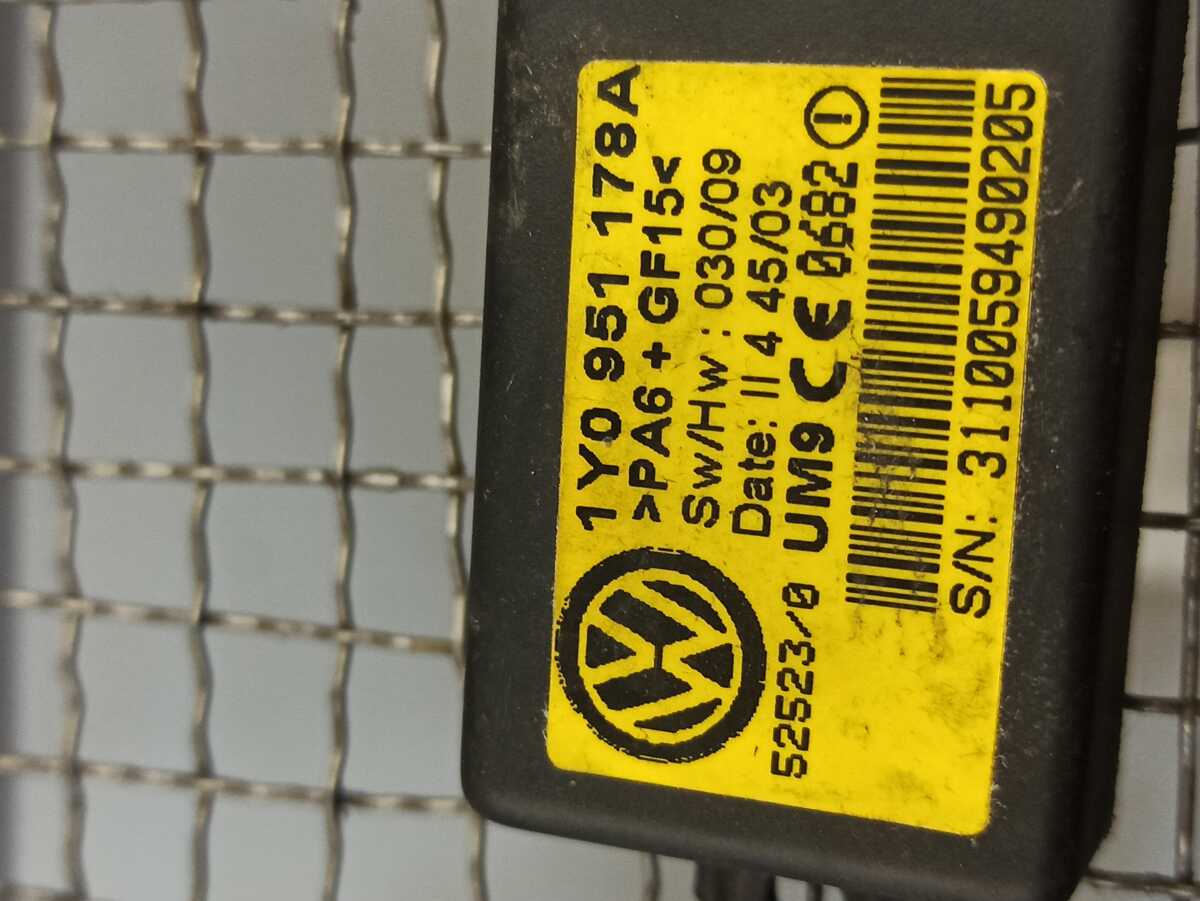 1Y0 951 178A
>PA6 + GF15<
Sw/Hw : 030/09
Date: III 4 45/03
52523/0 UM9 CE 0682 !
S/N: 3110059490205